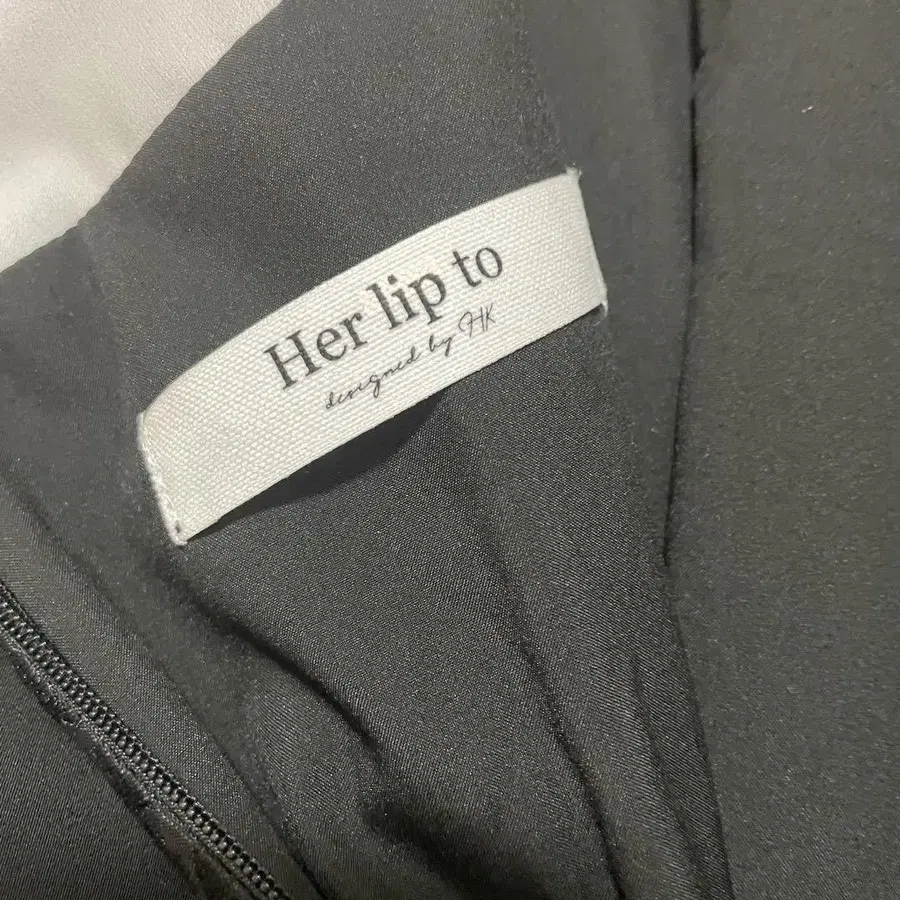 Her lip to
designed by HK